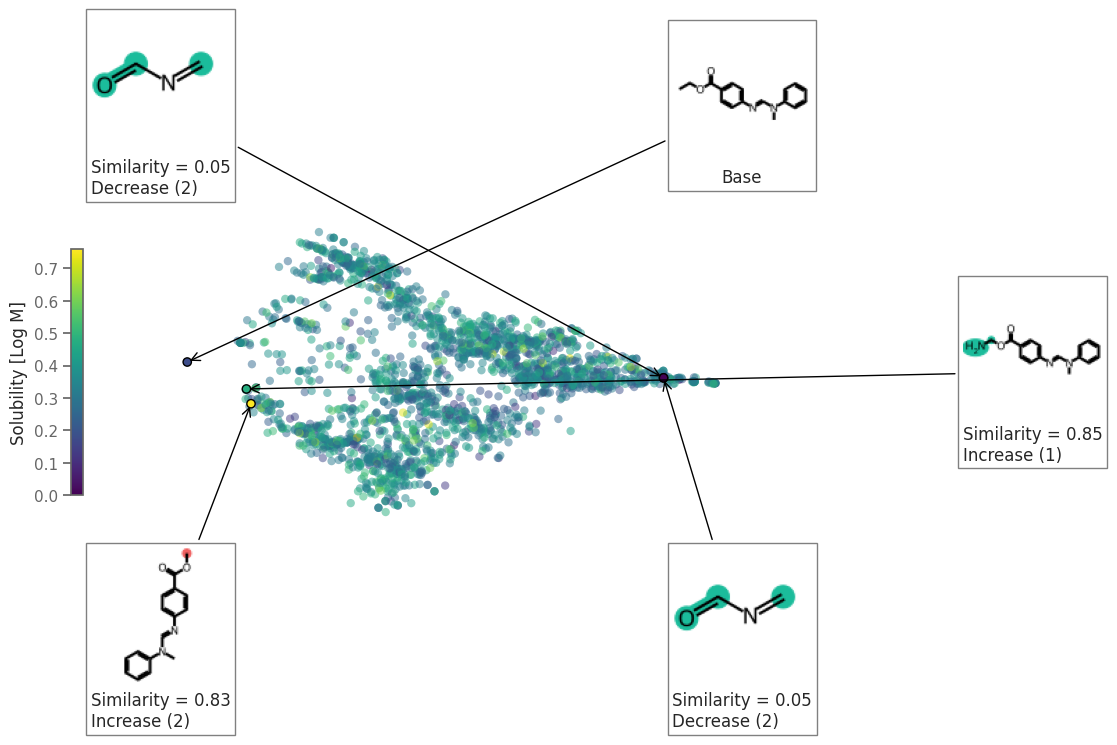 O
N
Similarity = 0.05
Decrease (2)
O
O
N
N
Base
Solubility [Log M]
0.7
0.6
0.5
0.4
0.3
0.2
0.1
0.0
H2N
O
O
N
N
Similarity = 0.85
Increase (1)
O
O
N
N
Similarity = 0.83
Increase (2)
O
N
Similarity = 0.05
Decrease (2)